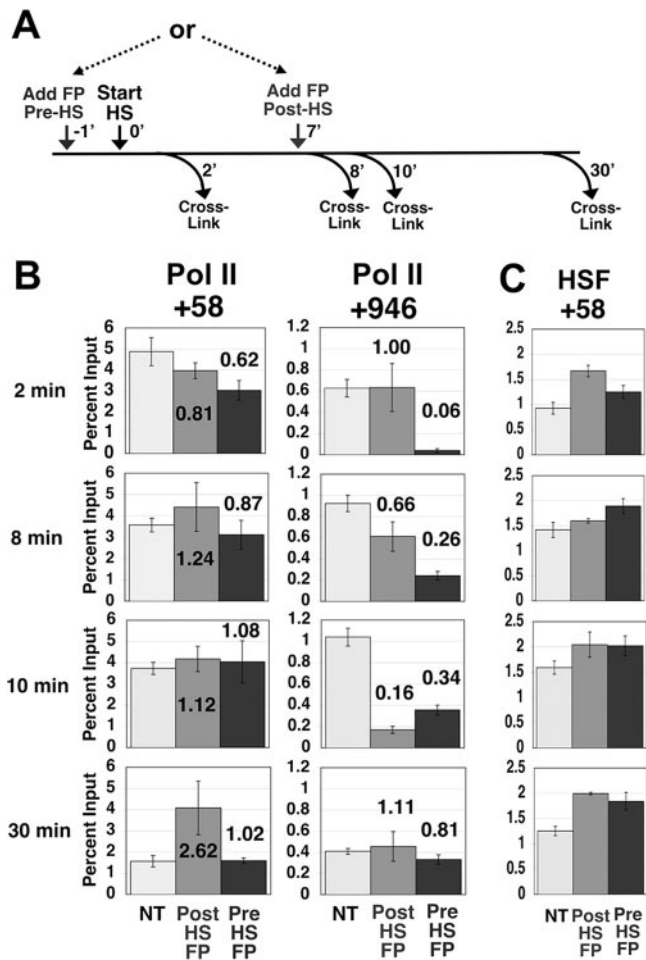 A
or
Add FP
Pre-HS
-1'
Start
HS
0'
Add FP
Post-HS
7'
2'
8'
10'
30'
Cross-
Link
Cross-
Link
Cross-
Link
Cross-
Link
B
Pol II
+58
Pol II
+946
C
HSF
+58
2 min
Percent Input
6
5
4
3
2
1
0
0.81
0.62
1.2
1
0.8
0.6
0.4
0.2
0
1.00
0.06
2
2.5
1.5
1
0.5
0
8 min
Percent Input
6
5
4
3
2
1
0
1.24
0.87
1.2
1
0.8
0.6
0.4
0.2
0
0.66
0.26
2.5
2
1.5
1
0.5
0
10 min
Percent Input
6
5
4
3
2
1
0
1.12
1.08
1.2
1
0.8
0.6
0.4
0.2
0
0.16
0.34
2.5
2
1.5
1
0.5
0
30 min
Percent Input
6
5
4
3
2
1
0
2.62
1.02
1.2
1
0.8
0.6
0.4
0.2
0
1.11
0.81
2.5
2
1.5
1
0.5
0
NT
Post
HS
FP
Pre
HS
FP
NT
Post
HS
FP
Pre
HS
FP
NT
Post
HS
FP
Pre
HS
FP